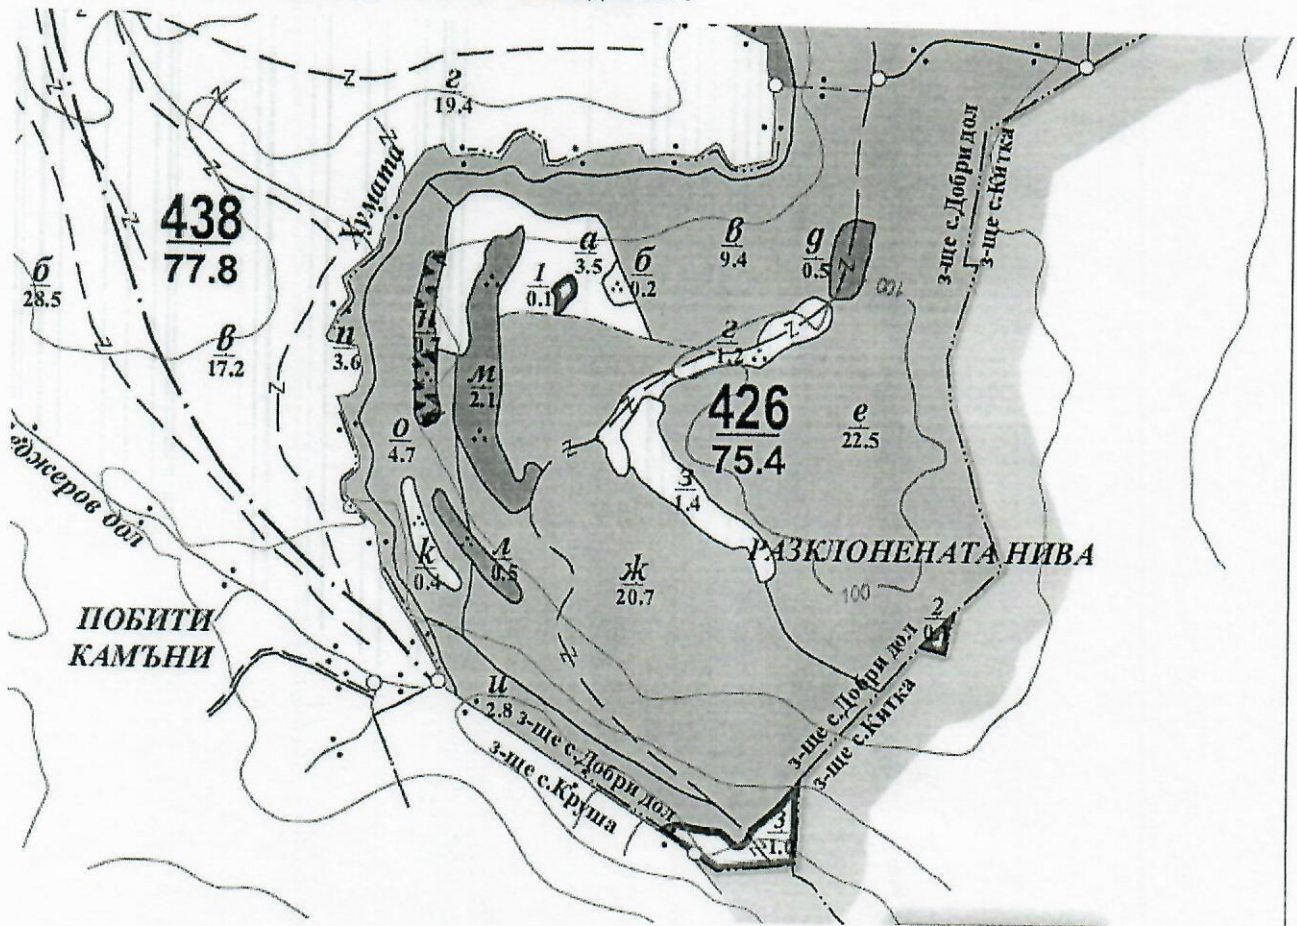 г
19.4
Хумата
438
77.8
б
28.5
в
17.2
п
3.6
а
3.5
1
0.1
б
0.2
в
9.4
д
0.5
з-ще с.Добри дол
з-ще с.Китка
100
н
г
1.2
м
2.1
426
75.4
е
22.5
о
4.7
з
1.4
дол
к
0.4
л
0.5
ж
20.7
РАЗКЛОНЕНАТА НИВА
100
ПОБИТИ
КАМЪНИ
2
и
2.8
з-ще с.Добри дол
з-ще с.Круша
з-ще с.Добри дол
з-ще с.Китка
3